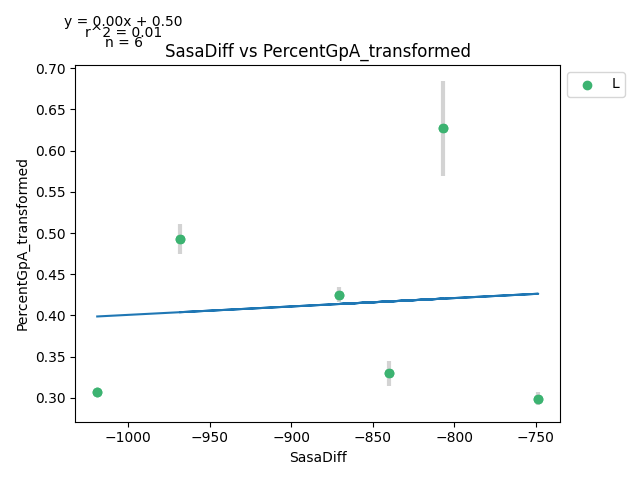 y = 0.00x + 0.50
r^2 = 0.01
n = 6
SasaDiff vs PercentGpA_transformed
L
PercentGpA_transformed
0.70
0.65
0.60
0.55
0.50
0.45
0.40
0.35
0.30
−1000 −950 −900 −850 −800 −750
SasaDiff